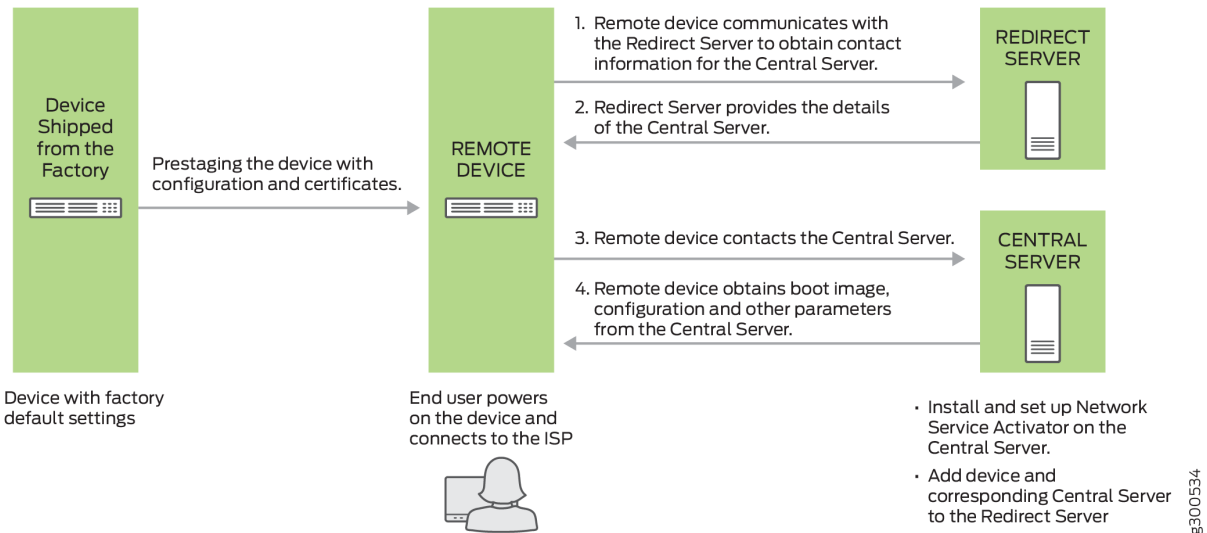 Device
Shipped
from the
Factory
Prestaging the device with
configuration and certificates.
REMOTE
DEVICE
1. Remote device communicates with
the Redirect Server to obtain contact
information for the Central Server.
2. Redirect Server provides the details
of the Central Server.
REDIRECT
SERVER
3. Remote device contacts the Central Server.
4. Remote device obtains boot image,
configuration and other parameters
from the Central Server.
CENTRAL
SERVER
Device with factory
default settings
End user powers
on the device and
connects to the ISP
• Install and set up Network
Service Activator on the
Central Server.
• Add device and
corresponding Central Server
to the Redirect Server
g300534